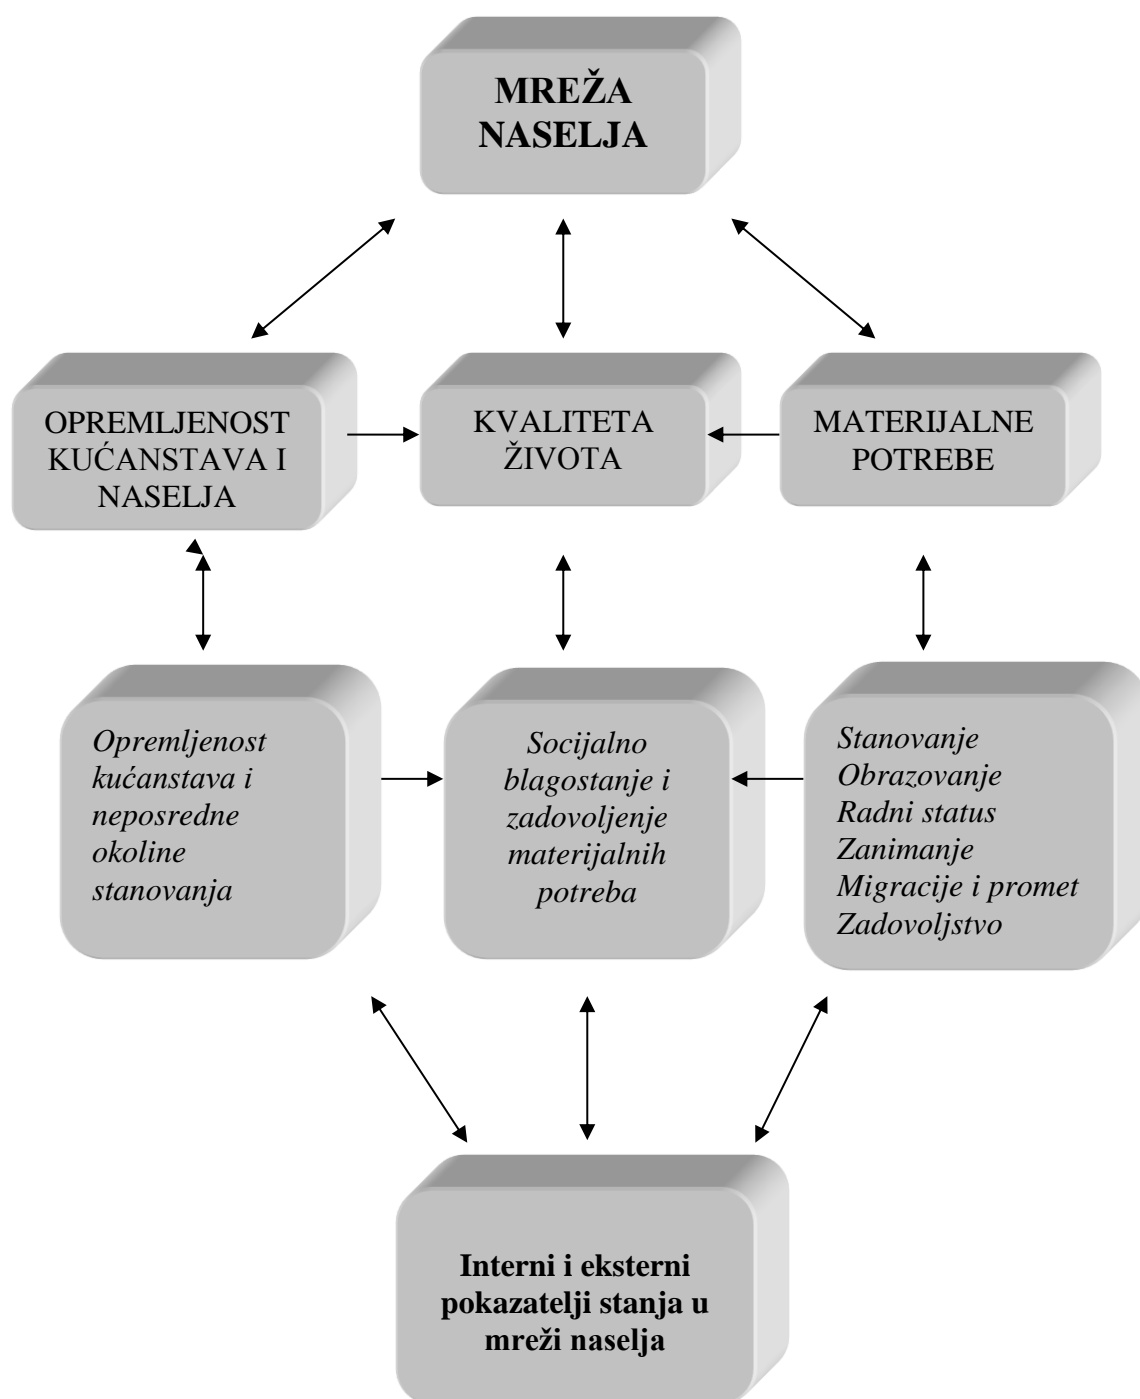 MREŽA
NASELJA
OPREMLJENOST
KUĆANSTAVA I
NASELJA
KVALITETA
ŽIVOTA
MATERIJALNE
POTREBE
Opremljenost
kućanstava i
neposredne
okoline
stanovanja
Socijalno
blagostanje i
zadovoljenje
materijalnih
potreba
Stanovanje
Obrazovanje
Radni status
Zanimanje
Migracije i promet
Zadovoljstvo
Interni i eksterni
pokazatelji stanja u
mreži naselja